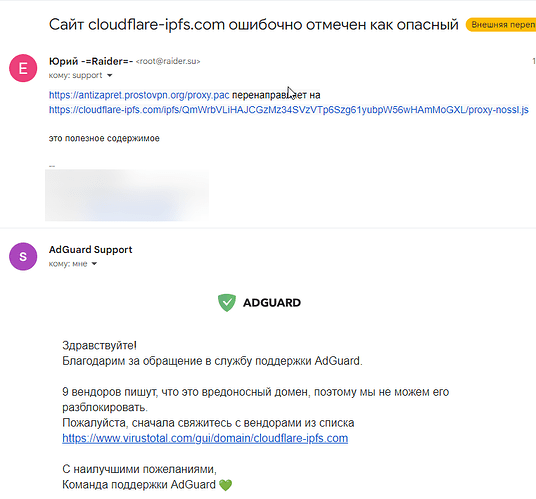 Сайт cloudflare-ipfs.com ошибочно отмечен как опасный Внешняя переп
Е Юрий -=Raider=- <root@raider.su> 1
кому: support
https://antizapret.prostovpn.org/proxy.pac перенаправляет на
https://cloudflare-ipfs.com/ipfs/QmWrbVLiHAJCGzMz34SVzVTp6Szg61yubpW56wHAmMoGXL/proxy-nossl.js
это полезное содержимое
--
S AdGuard Support
кому: мне
ADGUARD
Здравствуйте!
Благодарим за обращение в службу поддержки AdGuard.
9 вендоров пишут, что это вредоносный домен, поэтому мы не можем его
разблокировать.
Пожалуйста, сначала свяжитесь с вендорами из списка
https://www.virustotal.com/gui/domain/cloudflare-ipfs.com
С наилучшими пожеланиями,
Команда поддержки AdGuard 💚